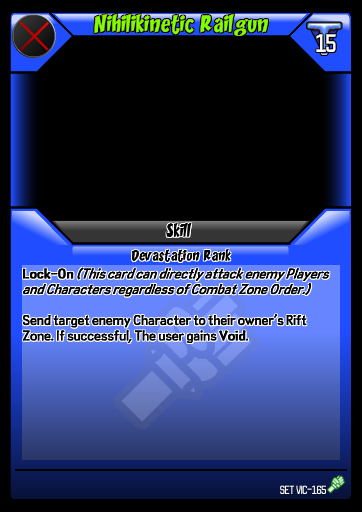 Nihilikinetic Railgun
15
Skill
Devastation Rank
Lock-On (This card can directly attack enemy Players
and Characters regardless of Combat Zone Order.)
Send target enemy Character to their owner's Rift
Zone. If successful, The user gains Void.
SET VIC-165